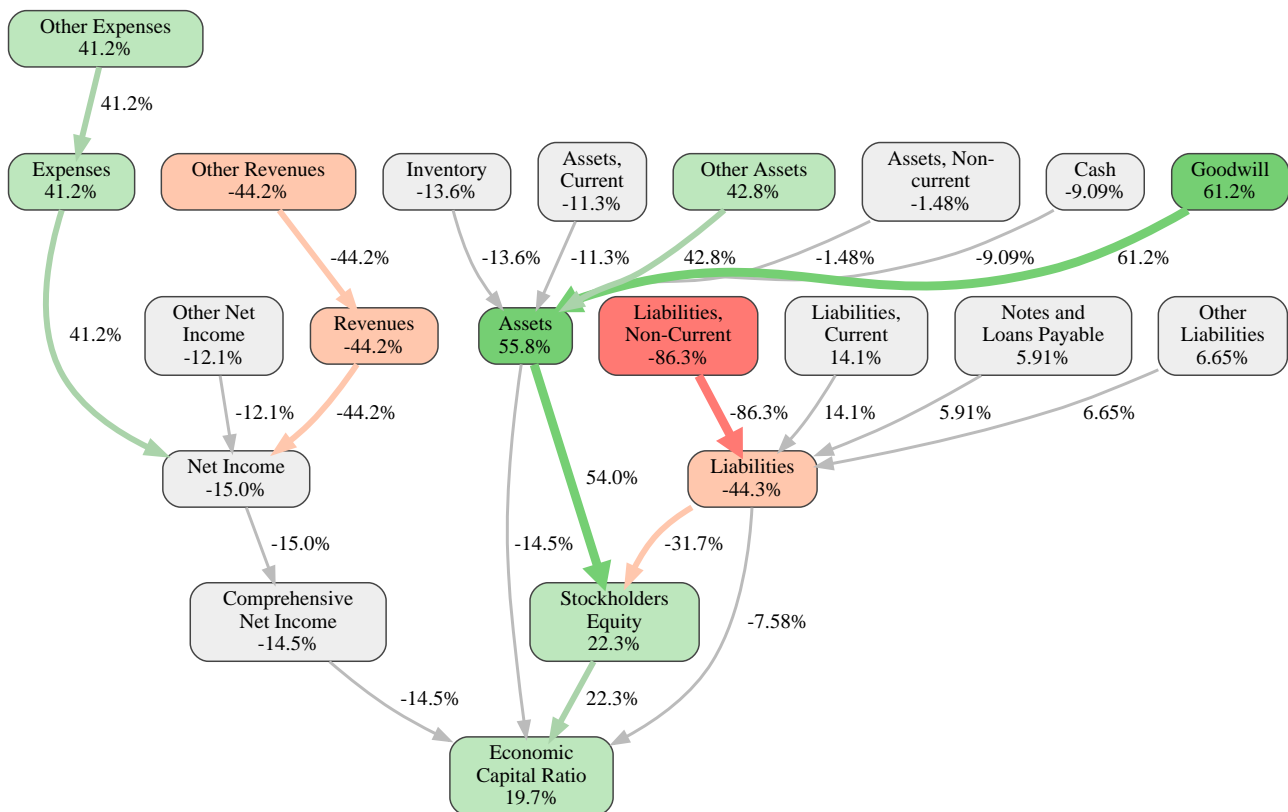 Other Expenses
41.2%
41.2%
Expenses
41.2%
Other Revenues
-44.2%
Inventory
-13.6%
Assets,
Current
-11.3%
Other Assets
42.8%
Assets, Non-
current
-1.48%
Cash
-9.09%
Goodwill
61.2%
-44.2%
-13.6%
-11.3%
42.8%
-1.48%
-9.09%
61.2%
41.2%
Other Net
Income
-12.1%
Revenues
-44.2%
Assets
55.8%
Liabilities,
Non-Current
-86.3%
Liabilities,
Current
14.1%
Notes and
Loans Payable
5.91%
Other
Liabilities
6.65%
-12.1%
-44.2%
-86.3%
14.1%
5.91%
6.65%
Net Income
-15.0%
54.0%
Liabilities
-44.3%
-15.0%
-14.5%
-31.7%
Comprehensive
Net Income
-14.5%
Stockholders
Equity
22.3%
-7.58%
-14.5%
22.3%
Economic
Capital Ratio
19.7%